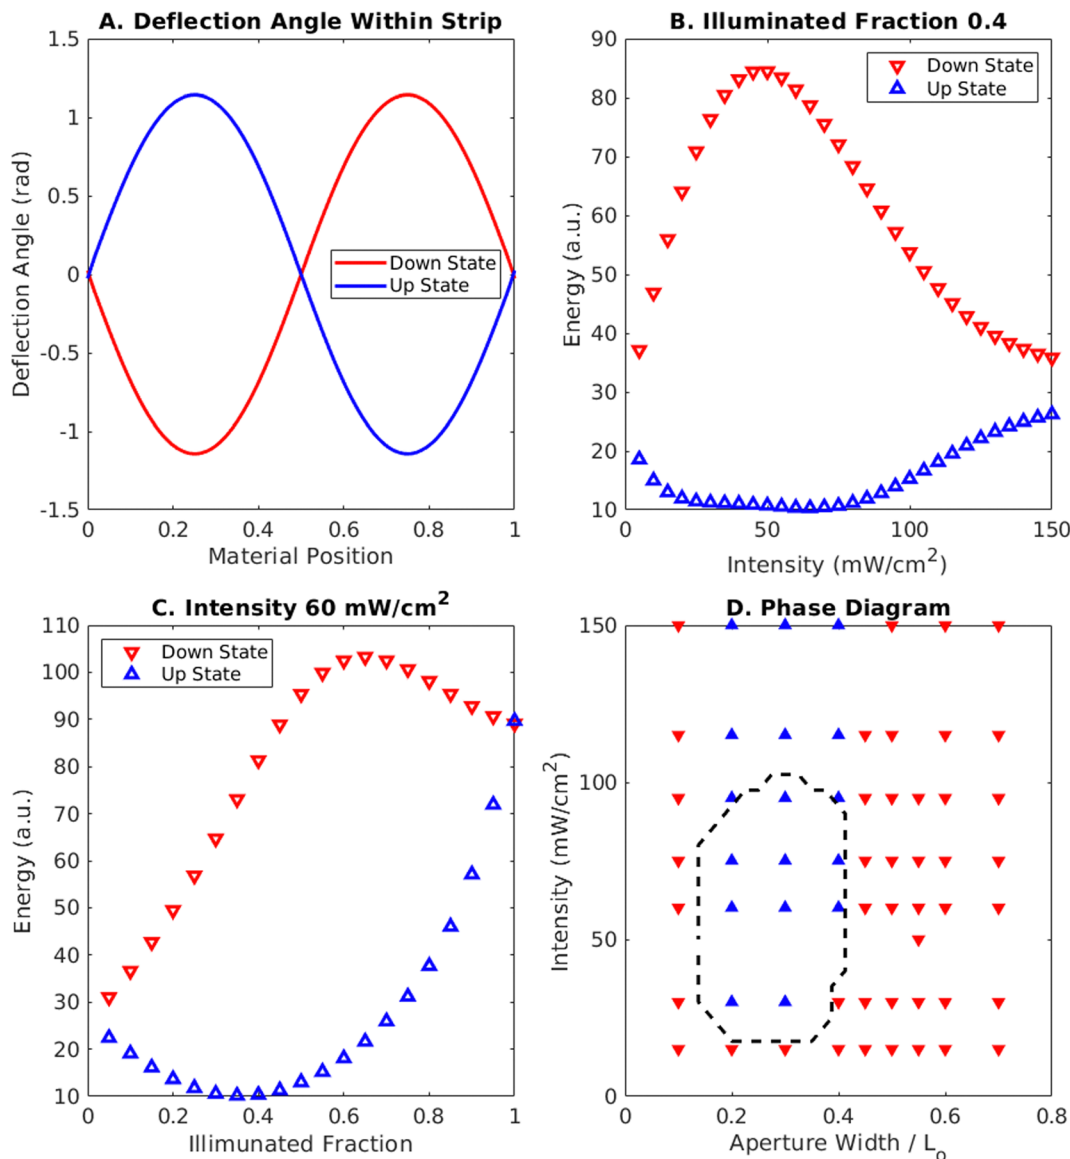 A. Deflection Angle Within Strip
1.5
1
0.5
0
-0.5
-1
-1.5
Deflection Angle (rad)
Down State
Up State
0 0.2 0.4 0.6 0.8 1
Material Position
B. Illuminated Fraction 0.4
90
80
70
60
50
40
30
20
10
Energy (a.u.)
Down State
Up State
0 50 100 150
Intensity (mW/cm2)
C. Intensity 60 mW/cm2
110
100
90
80
70
60
50
40
30
20
10
Energy (a.u.)
Down State
Up State
0 0.2 0.4 0.6 0.8 1
Illimunated Fraction
D. Phase Diagram
150
100
50
0
Intensity (mW/cm2)
0 0.2 0.4 0.6 0.8
Aperture Width / Lo